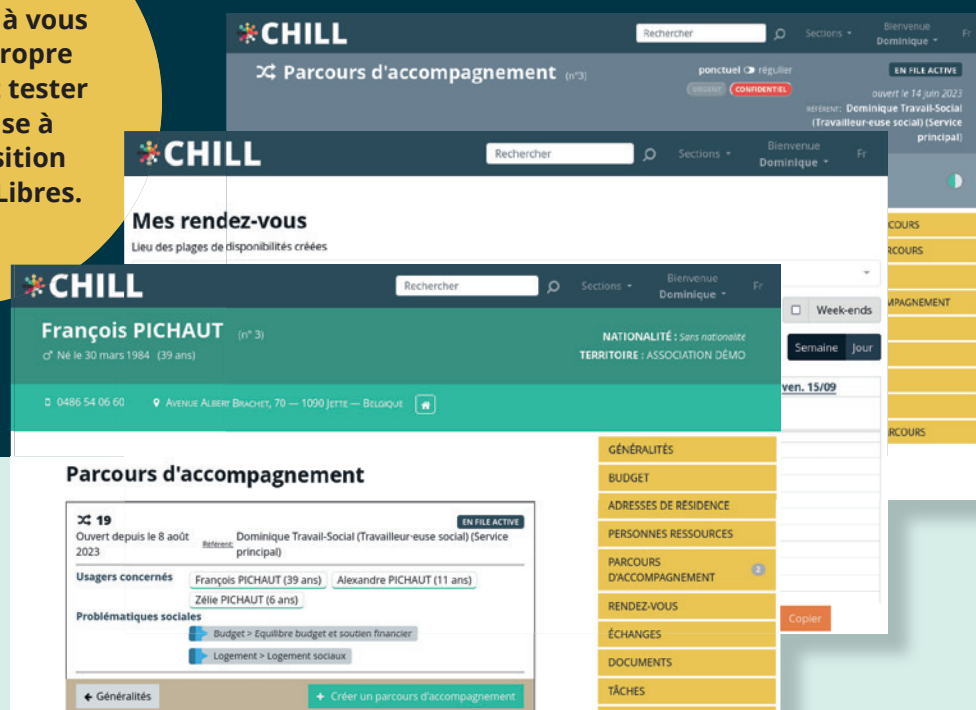 à vous
ropre
t tester
se à
sition
Libres.
CHILL
Rechercher
Sections
Bienvenue
Dominique
Fr
Parcours d'accompagnement (n°3)
ponctuel régulier
URGENT
CONFIDENTIEL
EN FILE ACTIVE
ouvert le 14 juin 2023
RÉFÉRENT: Dominique Travail-Social
(Travailleur·euse social) (Service
principal)
COURS
RCOURS
MPAGNEMENT
RCOURS
CHILL
Rechercher
Sections
Bienvenue
Dominique
Fr
Mes rendez-vous
Lieu des plages de disponibilités créées
Week-ends
Semaine Jour
ven. 15/09
Copier
CHILL
Rechercher
Sections
Bienvenue
Dominique
Fr
François PICHAUT (n° 3)
Né le 30 mars 1984 (39 ans)
NATIONALITÉ : Sans nationalité
TERRITOIRE : ASSOCIATION DÉMO
0486 54 06 60
AVENUE ALBERT BRACHET, 70 — 1090 JETTE — BELGIQUE
Parcours d'accompagnement
19
EN FILE ACTIVE
Ouvert depuis le 8 août
2023
Référent:
Dominique Travail-Social (Travailleur·euse social) (Service
principal)
Usagers concernés
François PICHAUT (39 ans)
Alexandre PICHAUT (11 ans)
Zélie PICHAUT (6 ans)
Problématiques sociales
Budget > Equilibre budget et soutien financier
Logement > Logement sociaux
Généralités
+ Créer un parcours d'accompagnement
GÉNÉRALITÉS
BUDGET
ADRESSES DE RÉSIDENCE
PERSONNES RESSOURCES
PARCOURS
D'ACCOMPAGNEMENT
2
RENDEZ-VOUS
ÉCHANGES
DOCUMENTS
TÂCHES